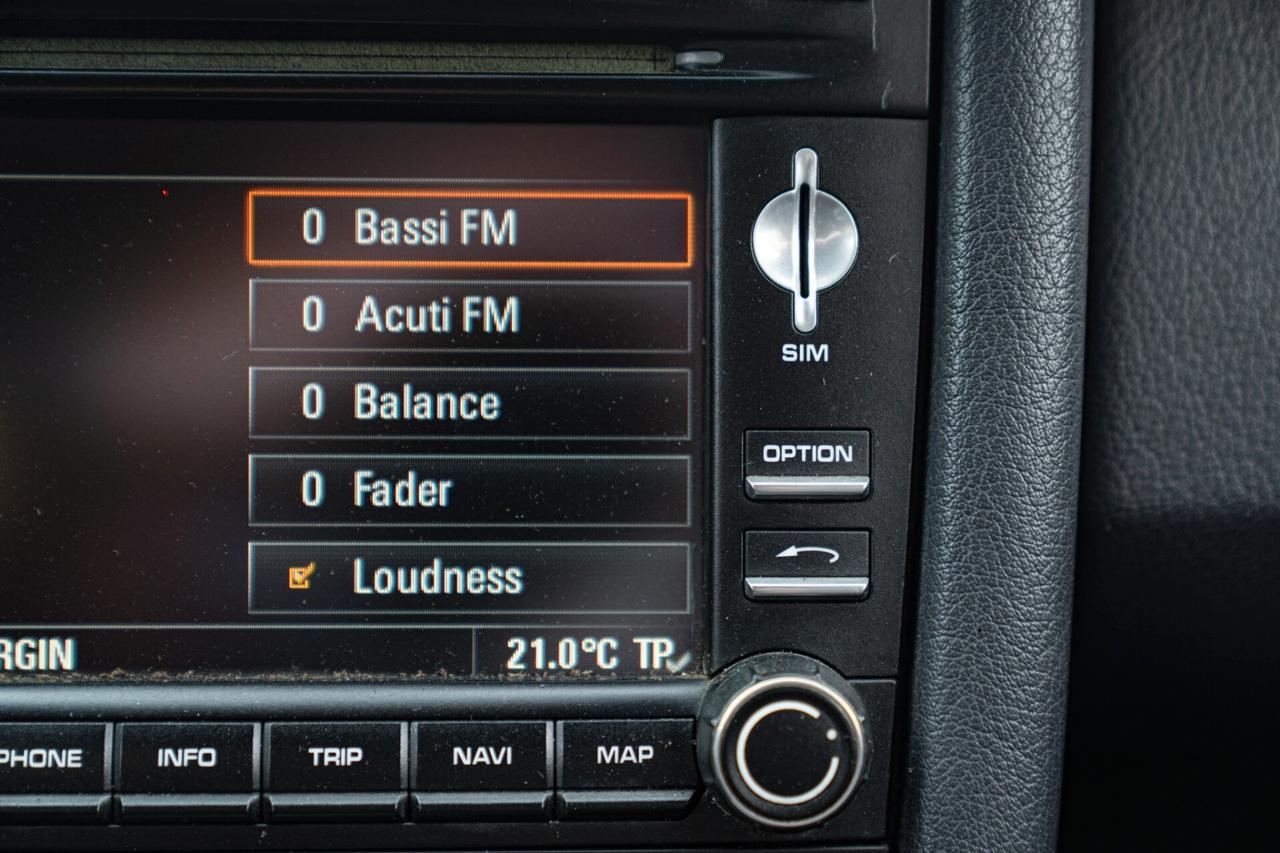 0 Bassi FM
0 Acuti FM
0 Balance
0 Fader
Loudness
RGIN
21.0°C TP
SIM
OPTION
PHONE INFO TRIP NAVI MAP